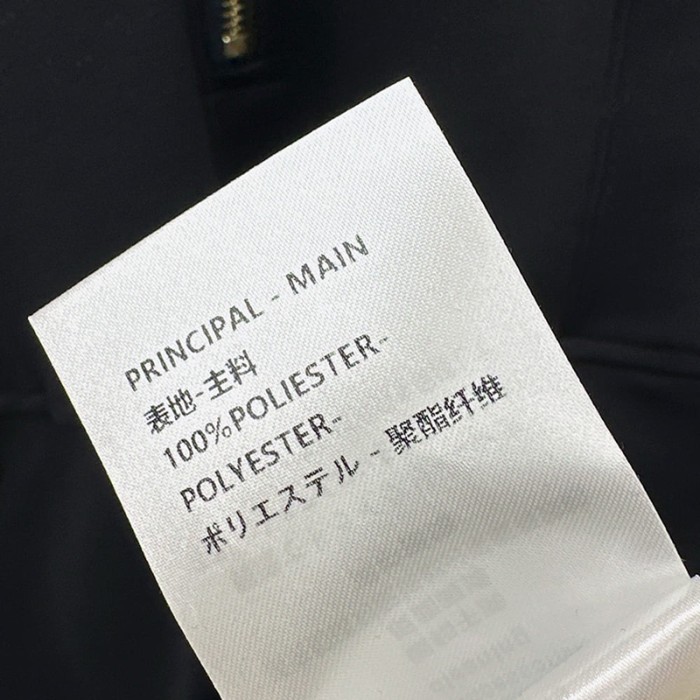 PRINCIPAL - MAIN
表地-主料
100%POLIESTER-
POLYESTER-
ポリエステル - 聚酯纤维